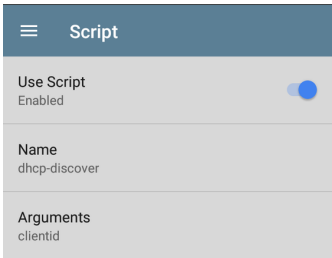 Script
Use Script
Enabled
Name
dhcp-discover
Arguments
clientid